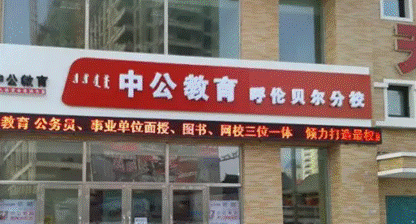 中公教育
中公教育 呼伦贝尔分校
教育 公务员、事业单位面授、图书、网校三位一体 倾力打造最权